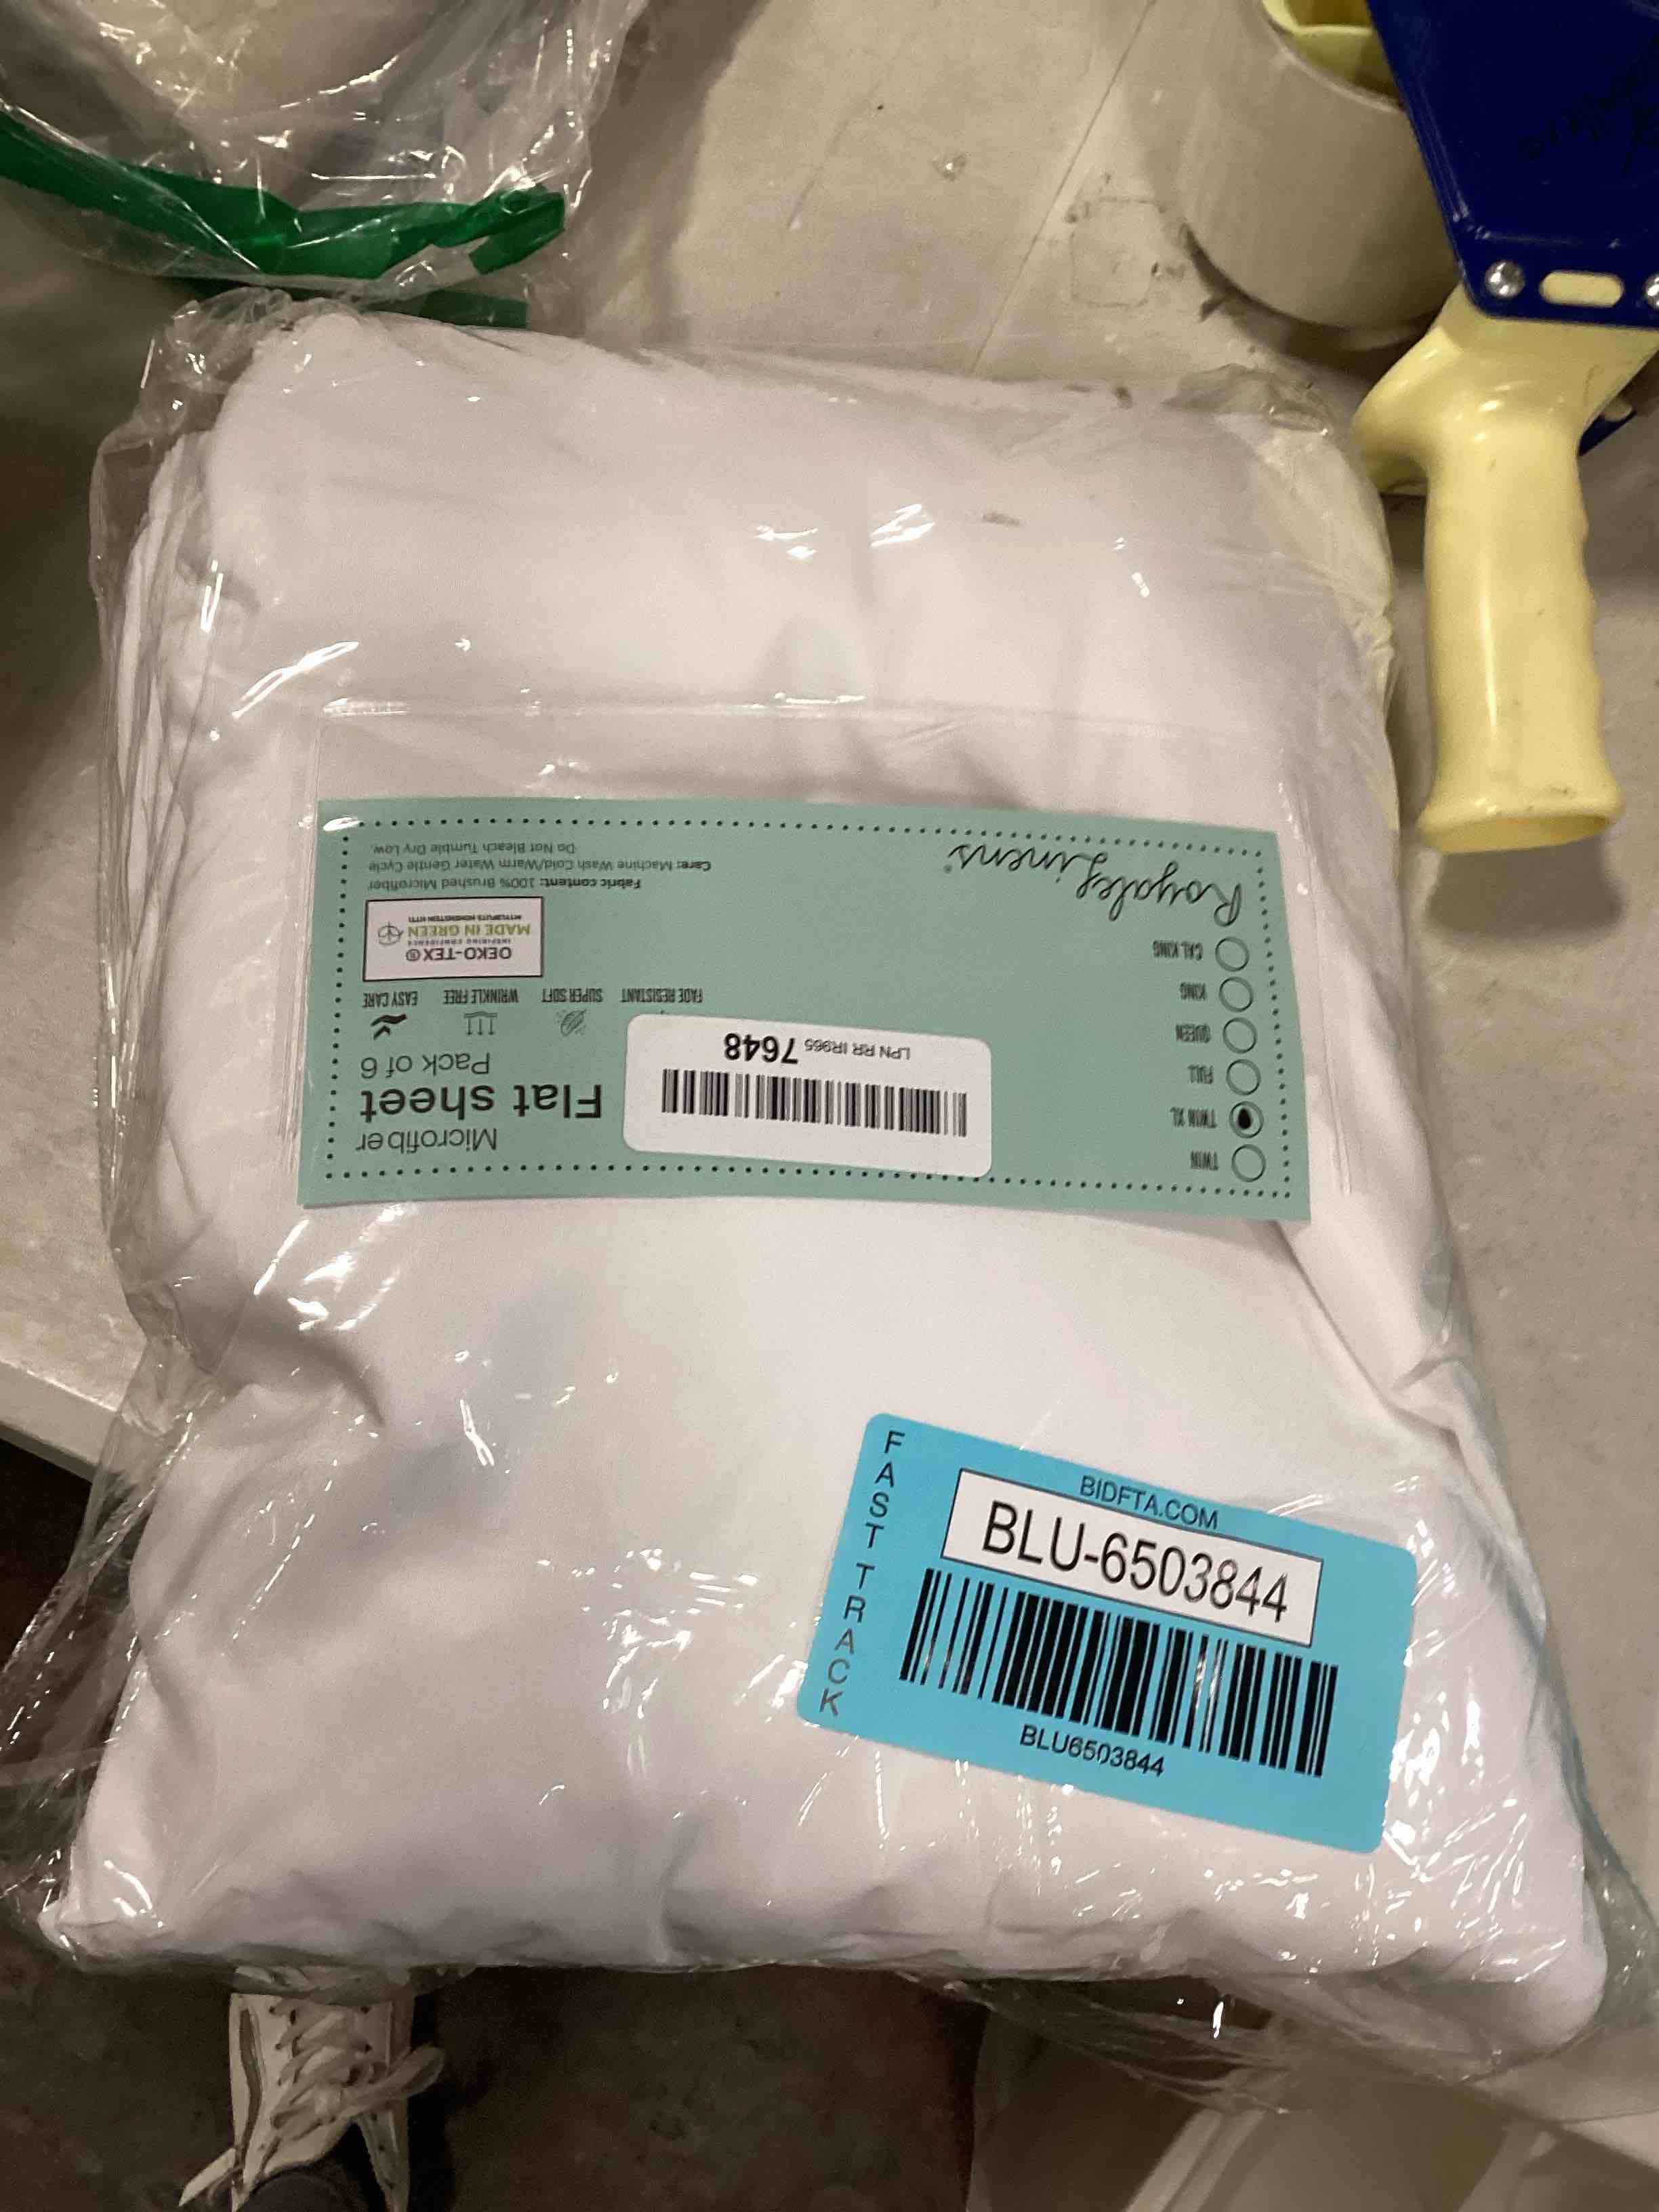 Royale Linens®
CAL KING
KING
QUEEN
FULL
TWIN XL
TWIN
Microfiber
Flat sheet
Pack of 6
FADE RESISTANT
SUPER SOFT
WRINKLE FREE
EASY CARE
OEKO-TEX®
INSPIRING CONFIDENCE
MADE IN GREEN
Fabric content: 100% Brushed Microfiber
Care: Machine Wash Cold/Warm Water Gentle Cycle
Do Not Bleach Tumble Dry Low.
LPN RR IR965 7648
FAST TRACK
BIDFTA.COM
BLU-6503844
BLU6503844